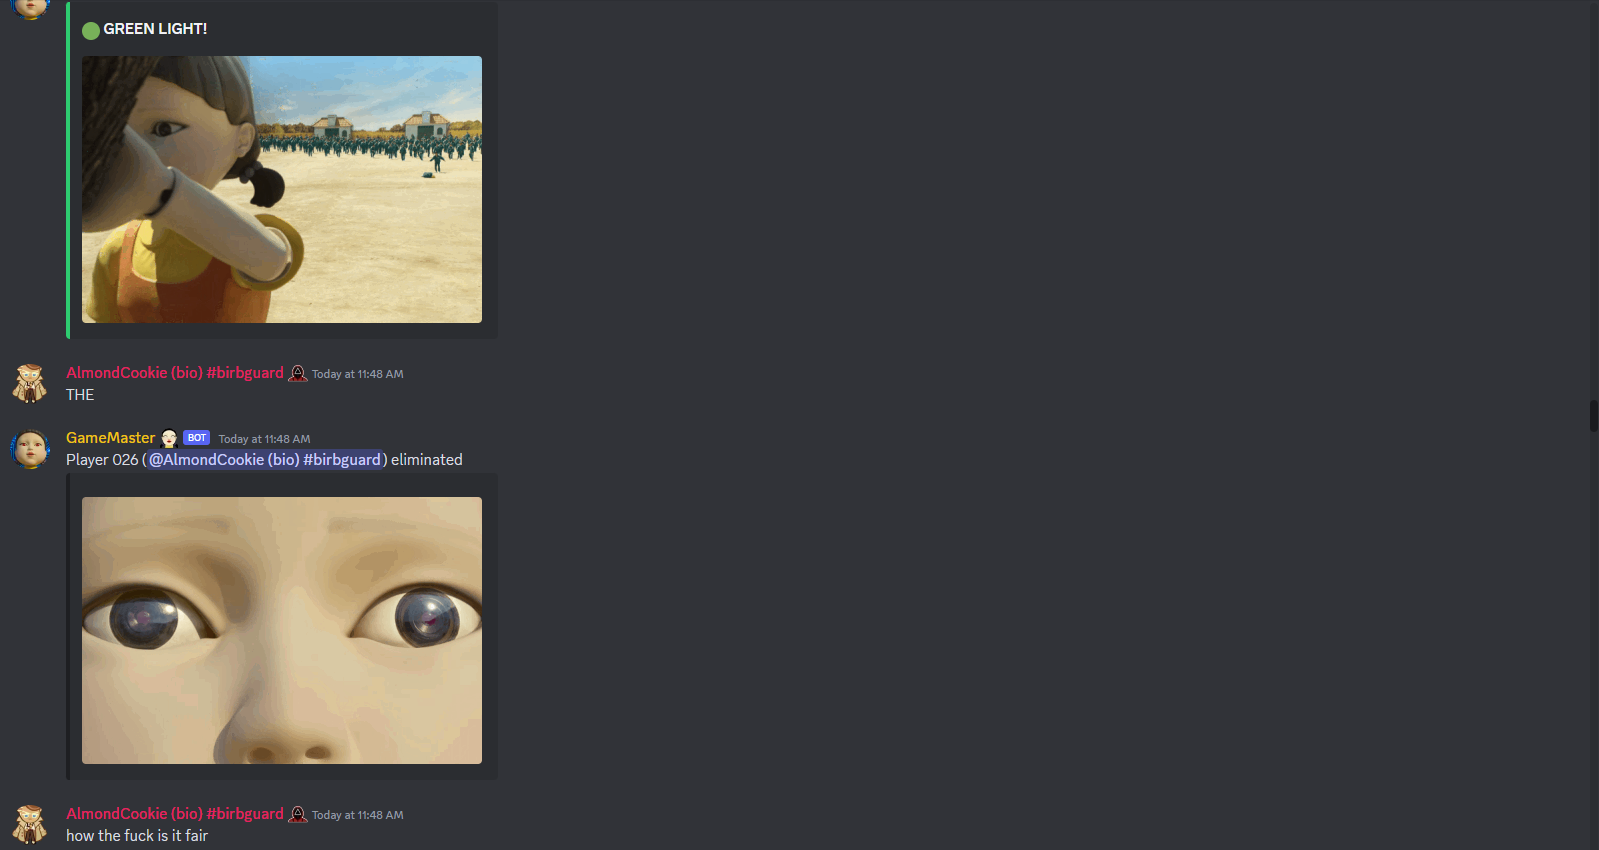 GREEN LIGHT!
AlmondCookie (bio) #birbguard Today at 11:48 AM
THE
GameMaster BOT Today at 11:48 AM
Player 026 (@AlmondCookie (bio) #birbguard) eliminated
AlmondCookie (bio) #birbguard Today at 11:48 AM
how the fuck is it fair